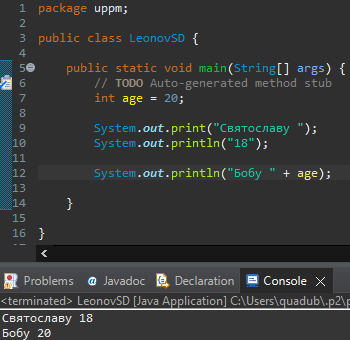 1 package uppm;
2
3 public class LeonovSD {
4
5 public static void main(String[] args) {
6 // TODO Auto-generated method stub
7 int age = 20;
8
9 System.out.print("Святославу ");
10 System.out.println("18");
11
12 System.out.println("Бобу " + age);
13
14 }
15
16 }
17
Problems @ Javadoc Declaration Console
<terminated> LeonovSD [Java Application] C:\Users\quadub\.p2\p
Святославу 18
Бобу 20